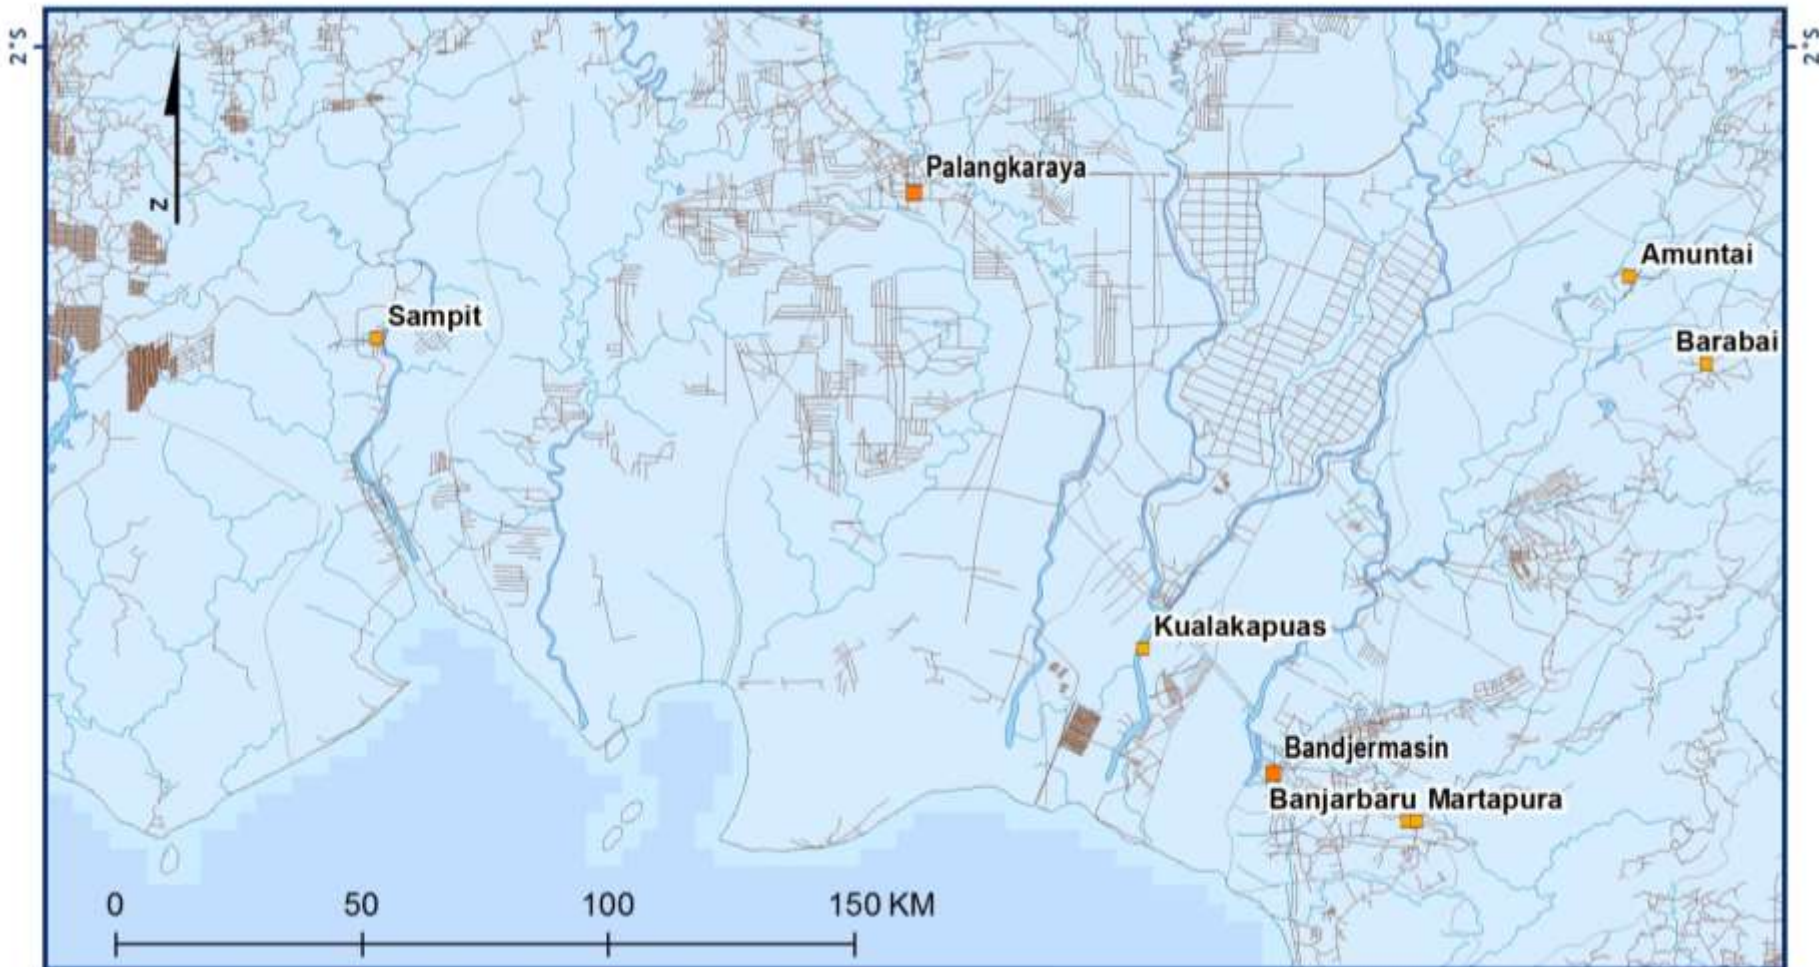 2°S
2°S
N
Palangkaraya
Amuntai
Sampit
Barabai
Kualakapuas
Bandjermasin
Banjarbaru Martapura
0 50 100 150 KM